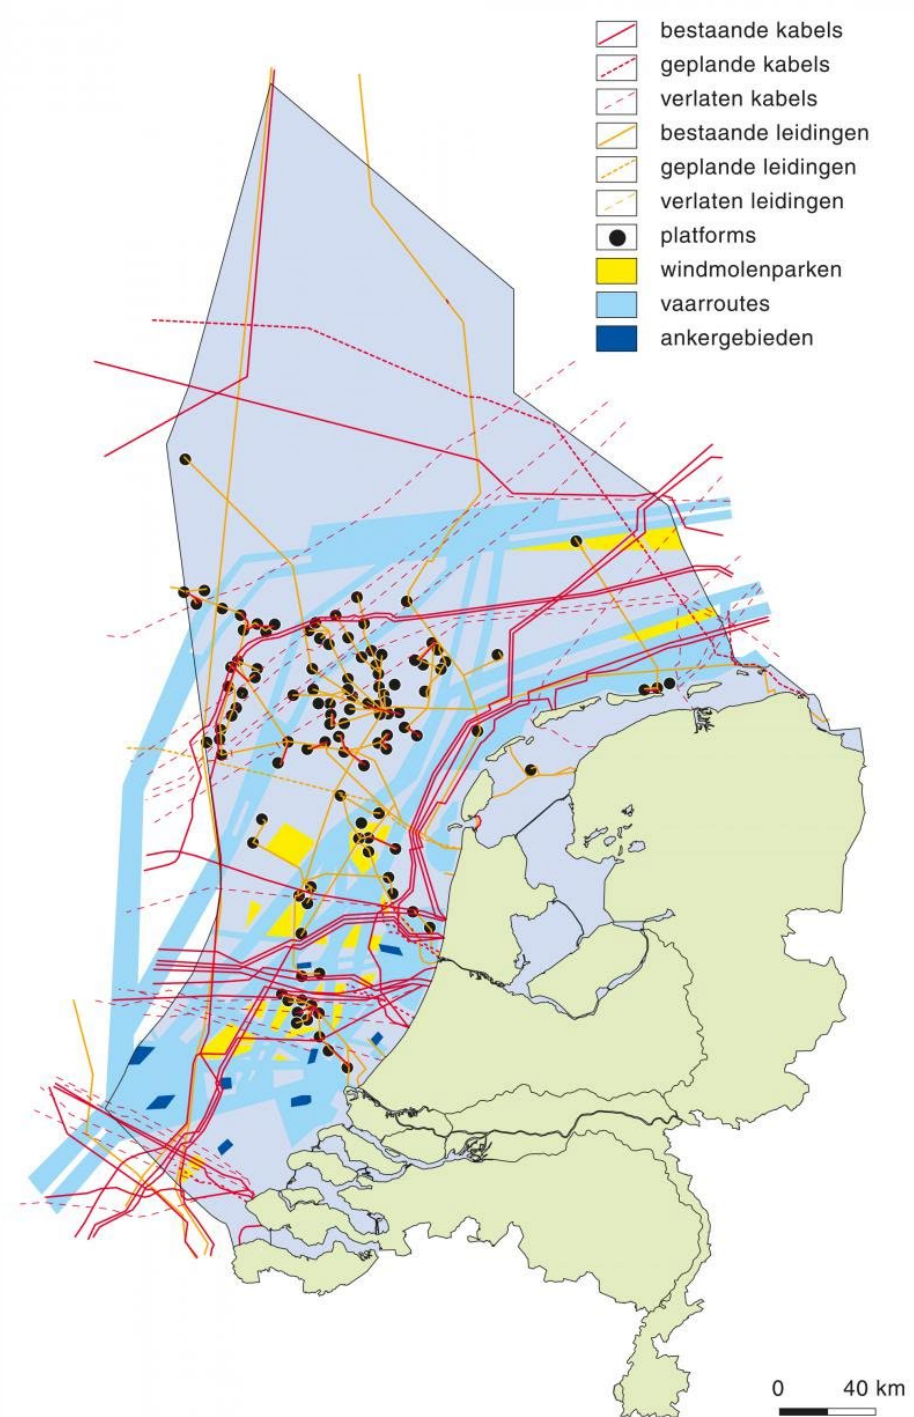 bestaande kabels
geplande kabels
verlaten kabels
bestaande leidingen
geplande leidingen
verlaten leidingen
platforms
windmolenparken
vaarroutes
ankergebieden
0 40 km